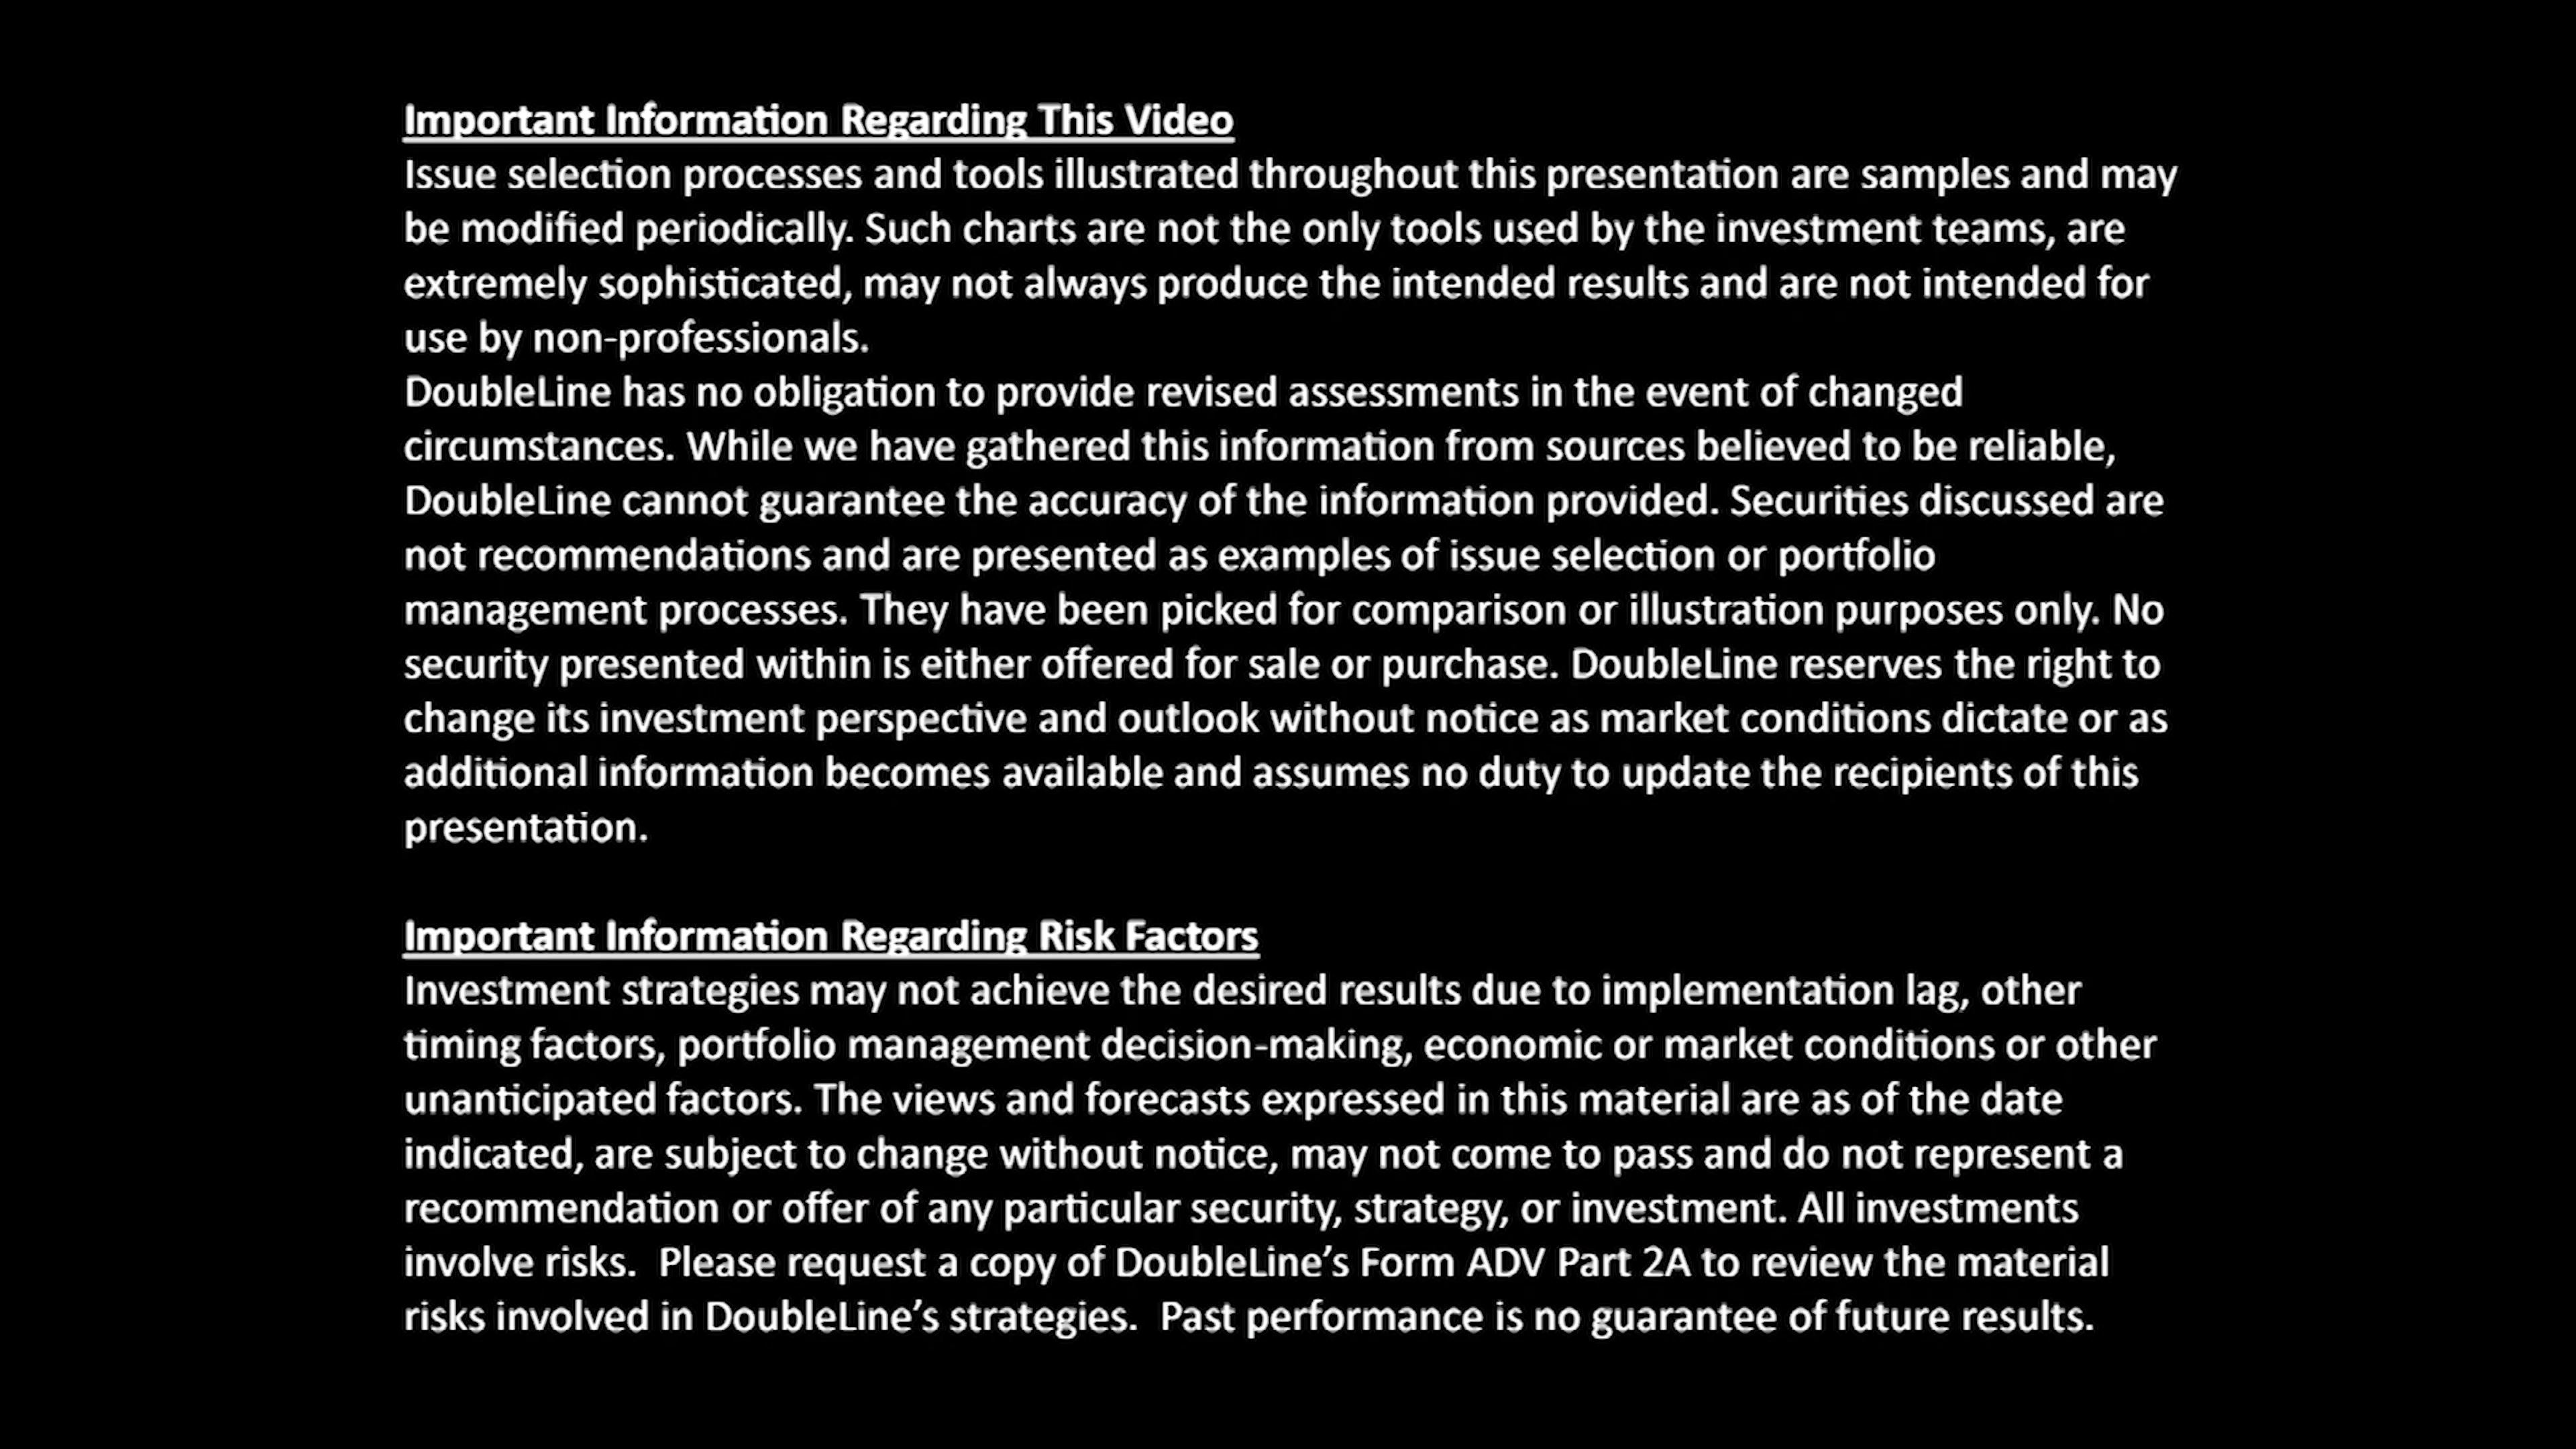 Important Information Regarding This Video
Issue selection processes and tools illustrated throughout this presentation are samples and may
be modified periodically. Such charts are not the only tools used by the investment teams, are
extremely sophisticated, may not always produce the intended results and are not intended for
use by non-professionals.
DoubleLine has no obligation to provide revised assessments in the event of changed
circumstances. While we have gathered this information from sources believed to be reliable,
DoubleLine cannot guarantee the accuracy of the information provided. Securities discussed are
not recommendations and are presented as examples of issue selection or portfolio
management processes. They have been picked for comparison or illustration purposes only. No
security presented within is either offered for sale or purchase. DoubleLine reserves the right to
change its investment perspective and outlook without notice as market conditions dictate or as
additional information becomes available and assumes no duty to update the recipients of this
presentation.
Important Information Regarding Risk Factors
Investment strategies may not achieve the desired results due to implementation lag, other
timing factors, portfolio management decision-making, economic or market conditions or other
unanticipated factors. The views and forecasts expressed in this material are as of the date
indicated, are subject to change without notice, may not come to pass and do not represent a
recommendation or offer of any particular security, strategy, or investment. All investments
involve risks.  Please request a copy of DoubleLine’s Form ADV Part 2A to review the material
risks involved in DoubleLine’s strategies.  Past performance is no guarantee of future results.